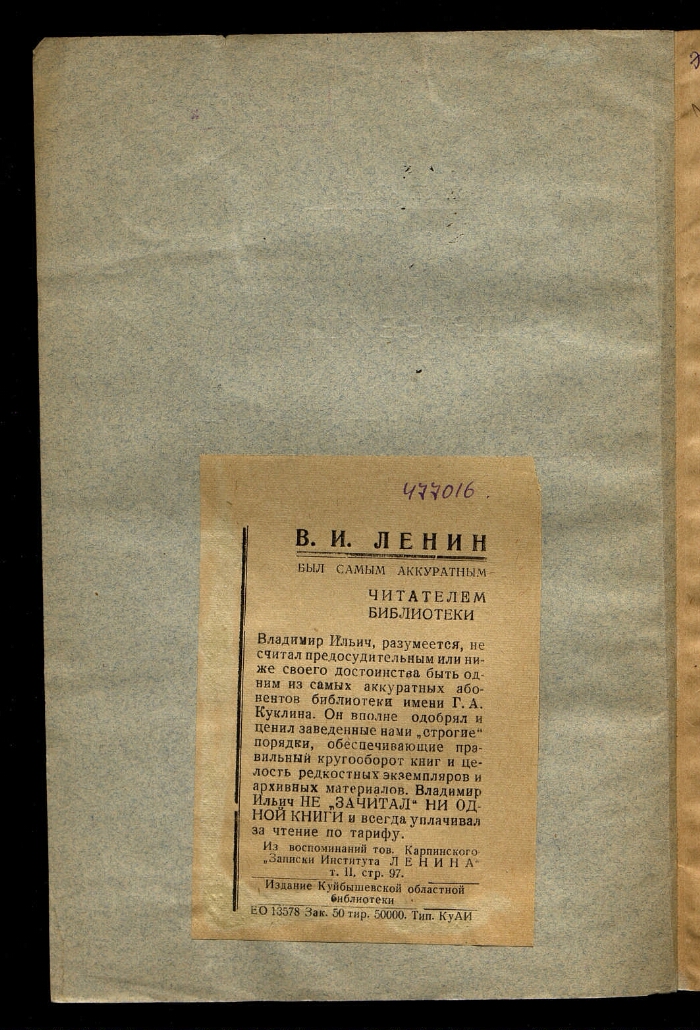 477016.
В. И. ЛЕНИН
БЫЛ САМЫМ АККУРАТНЫМ
ЧИТАТЕЛЕМ
БИБЛИОТЕКИ
Владимир Ильич, разумеется, не
считал предосудительным или ни-
же своего достоинства быть од-
ним из самых аккуратных або-
нентов библиотеки имени Г. А.
Куклина. Он вполне одобрял и
ценил заведенные нами „строгие“
порядки, обеспечивающие пра-
вильный кругооборот книг и це-
лость редкостных экземпляров и
архивных материалов. Владимир
Ильич НЕ „ЗАЧИТАЛ“ НИ ОД-
НОЙ КНИГИ и всегда уплачивал
за чтение по тарифу.
Из воспоминаний тов. Карпинского
„Записки Института ЛЕНИНА“
т. II, стр. 97.
Издание Куйбышевской областной
библиотеки
ЕО 13578 Зак. 50 тир. 50000. Тип. КуАИ